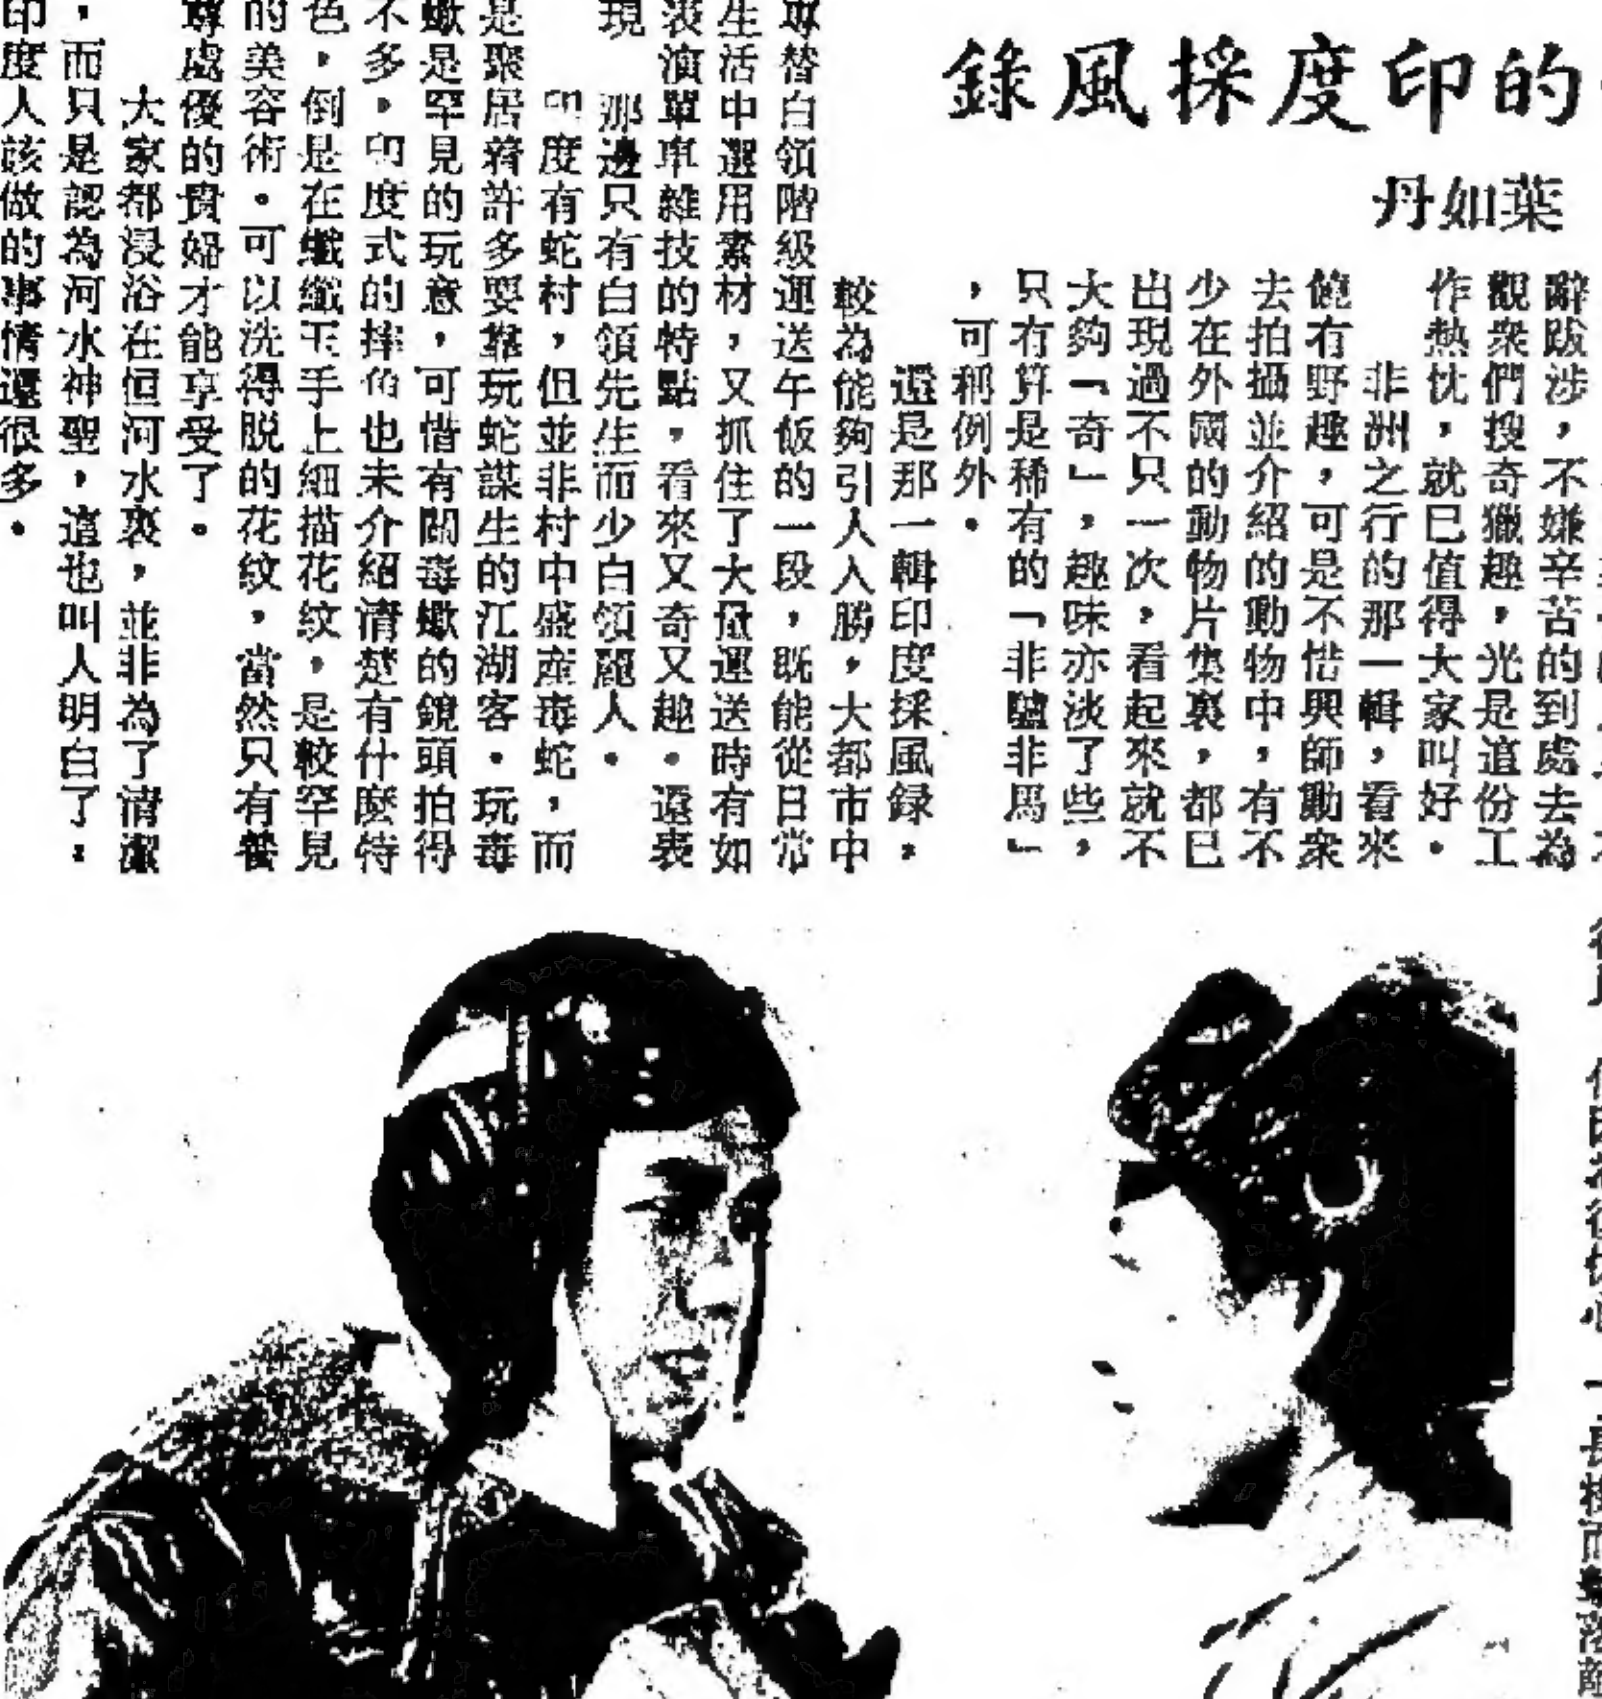 的印度採風錄
葉如丹
辭跋涉，不嫌辛苦的到處去為
觀衆們搜奇獵趣，光是這份工
作熱忱，就已值得大家叫好。
非洲之行的那一輯，看來
饒有野趣，可是不惜興師動衆
去拍攝並介紹的動物中，有不
少在外國的動物片集裏，都已
出現過不只一次，看起來就不
大夠「奇」，趣味亦淡了些，
只有算是稀有的「非驢非馬」
，可稱例外。
還是那一輯印度採風録，
較為能夠引人入勝，大都市中
專替白領階級運送午飯的一段，既能從日常
生活中選用素材，又抓住了大量運送時有如
表演單車雜技的特點，看來又奇又趣。還表
現　那邊只有白領先生而少白領麗人。
印度有蛇村，但並非村中盛産毒蛇，而
是聚居着許多要靠玩蛇謀生的江湖客。玩毒
蠍是罕見的玩意，可惜有關毒蠍的鏡頭拍得
不多，印度式的摔角也未介紹清楚有什麽特
色，倒是在纖纖玉手上細描花紋，是較罕見
的美容術。可以洗得脱的花紋，當然只有養
尊處優的貴婦才能享受了。
大家都浸浴在恒河水裏，並非為了清潔
，而只是認為河水神聖，這也叫人明白了：
印度人該做的事情還很多。